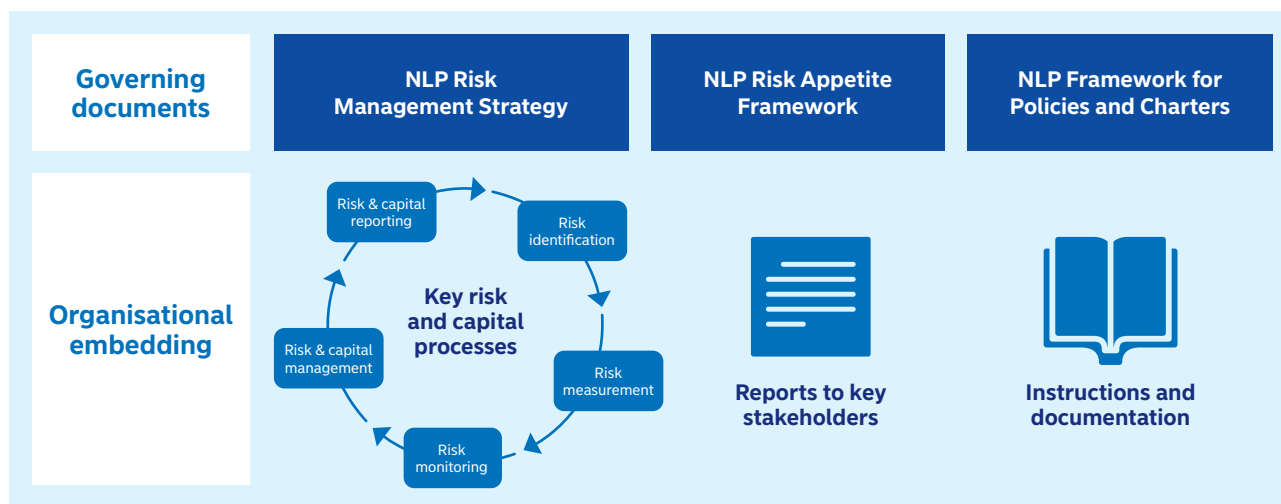 Governing
documents
NLP Risk
Management Strategy
NLP Risk Appetite
Framework
NLP Framework for
Policies and Charters
Organisational
embedding
Risk & capital
reporting
Risk
identification
Key risk
and capital
processes
Risk & capital
management
Risk
measurement
Risk
monitoring
Reports to key
stakeholders
Instructions and
documentation